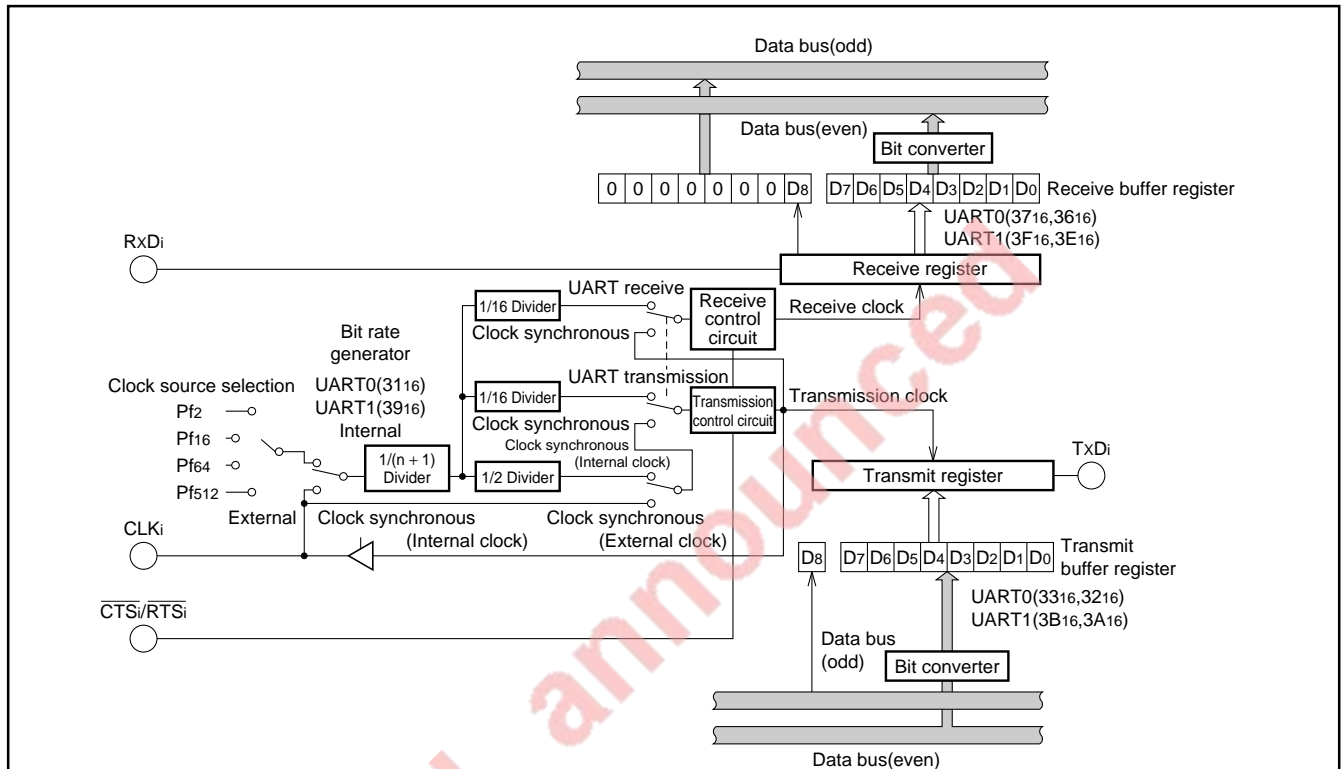 Data bus(odd)
Data bus(even)
Bit converter
0 0 0 0 0 0 0 D8 D7 D6 D5 D4 D3 D2 D1 D0 Receive buffer register
UART0(3716,3616)
UART1(3F16,3E16)
RxDi
Receive register
UART receive
1/16 Divider
Receive
control
circuit
Receive clock
Clock synchronous
Bit rate
generator
Clock source selection
UART0(3116)
UART1(3916)
Internal
UART transmission
1/16 Divider
Transmission
control circuit
Transmission clock
Clock synchronous
Clock synchronous
(Internal clock)
Pf2
Pf16
Pf64
Pf512
1/(n + 1)
Divider
1/2 Divider
External
Clock synchronous
(Internal clock)
Clock synchronous
(External clock)
TxDi
Transmit register
CLKi
D8 D7 D6 D5 D4 D3 D2 D1 D0 Transmit
buffer register
UART0(3316,3216)
UART1(3B16,3A16)
CTSi/RTSi
Data bus
(odd)
Bit converter
Data bus(even)
announced